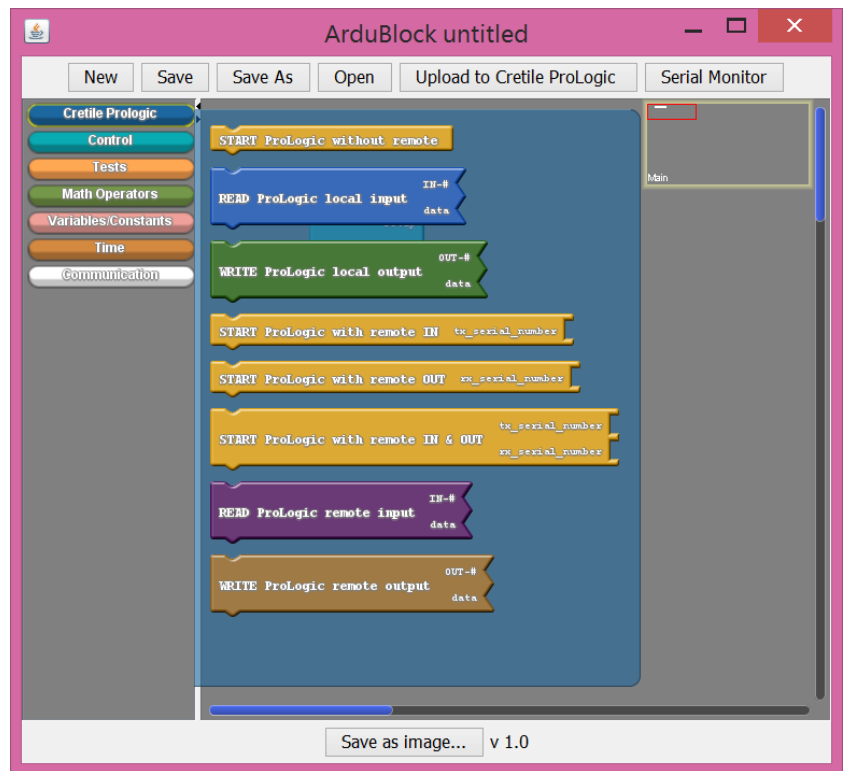 ArduBlock untitled
New Save Save As Open Upload to Cretile ProLogic Serial Monitor
Cretile Prologic
Control
Tests
Math Operators
Variables/Constants
Time
Communication
START ProLogic without remote
READ ProLogic local input IN-# data
WRITE ProLogic local output OUT-# data
START ProLogic with remote IN tx_serial_number
START ProLogic with remote OUT rx_serial_number
START ProLogic with remote IN & OUT tx_serial_number rx_serial_number
READ ProLogic remote input IN-# data
WRITE ProLogic remote output OUT-# data
Main
Save as image... v 1.0